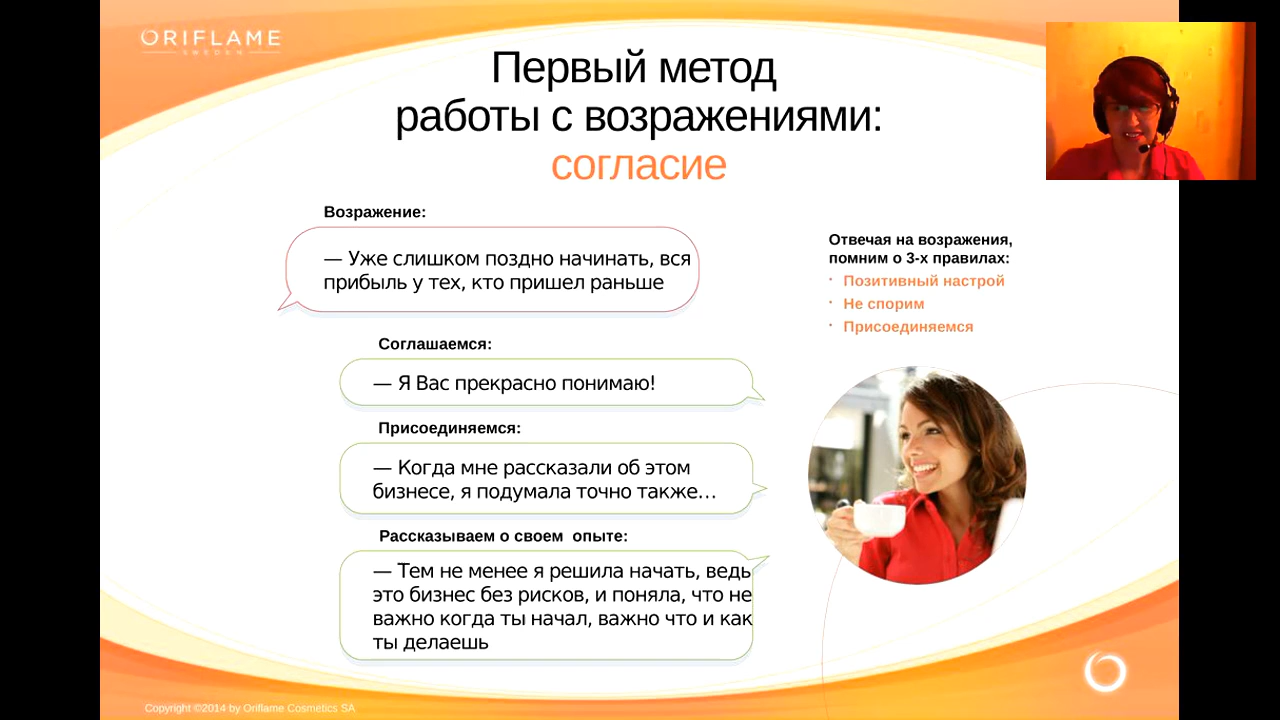 ORIFLAME
SWEDEN
Первый метод
работы с возражениями:
согласие
Возражение:
— Уже слишком поздно начинать, вся
прибыль у тех, кто пришел раньше
Отвечая на возражения,
помним о 3-х правилах:
· Позитивный настрой
· Не спорим
· Присоединяемся
Соглашаемся:
— Я Вас прекрасно понимаю!
Присоединяемся:
— Когда мне рассказали об этом
бизнесе, я подумала точно также…
Рассказываем о своем опыте:
— Тем не менее я решила начать, ведь
это бизнес без рисков, и поняла, что не
важно когда ты начал, важно что и как
ты делаешь
Copyright ©2014 by Oriflame Cosmetics SA